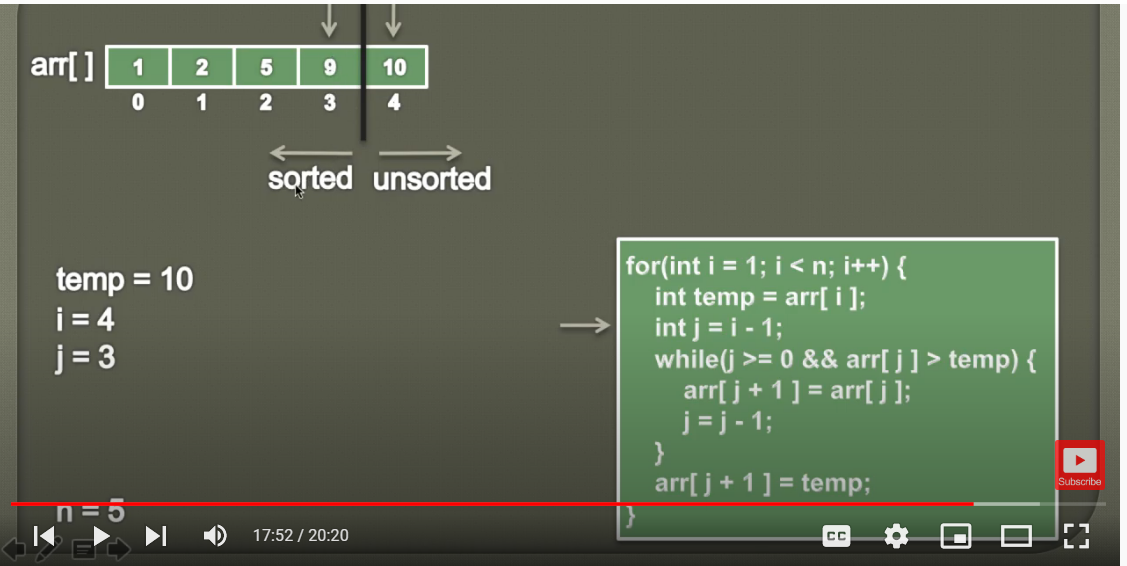 arr[ ] 1 2 5 9 10
0 1 2 3 4
sorted unsorted
temp = 10
i = 4
j = 3
n = 5
for(int i = 1; i < n; i++) {
int temp = arr[ i ];
int j = i - 1;
while(j >= 0 && arr[ j ] > temp) {
arr[ j + 1 ] = arr[ j ];
j = j - 1;
}
arr[ j + 1 ] = temp;
}
Subscribe
17:52 / 20:20
CC